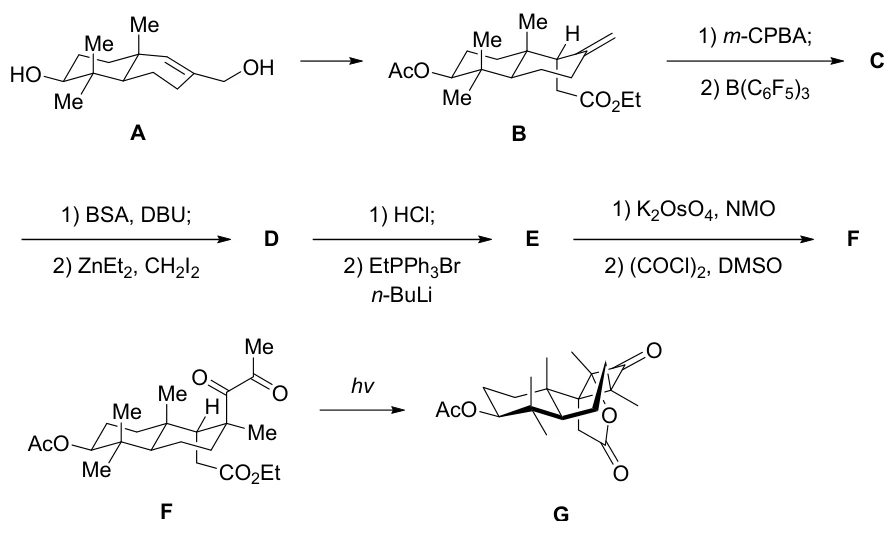 Me
Me
HO
OH
Me
A
Me
Me
H
AcO
Me
CO2Et
B
1) m-CPBA;
2) B(C6F5)3
C
1) BSA, DBU;
2) ZnEt2, CH2I2
D
1) HCl;
2) EtPPh3Br
n-BuLi
E
1) K2OsO4, NMO
2) (COCl)2, DMSO
F
Me
O
O
Me
Me
H
Me
AcO
Me
CO2Et
F
hv
O
AcO
O
O
G